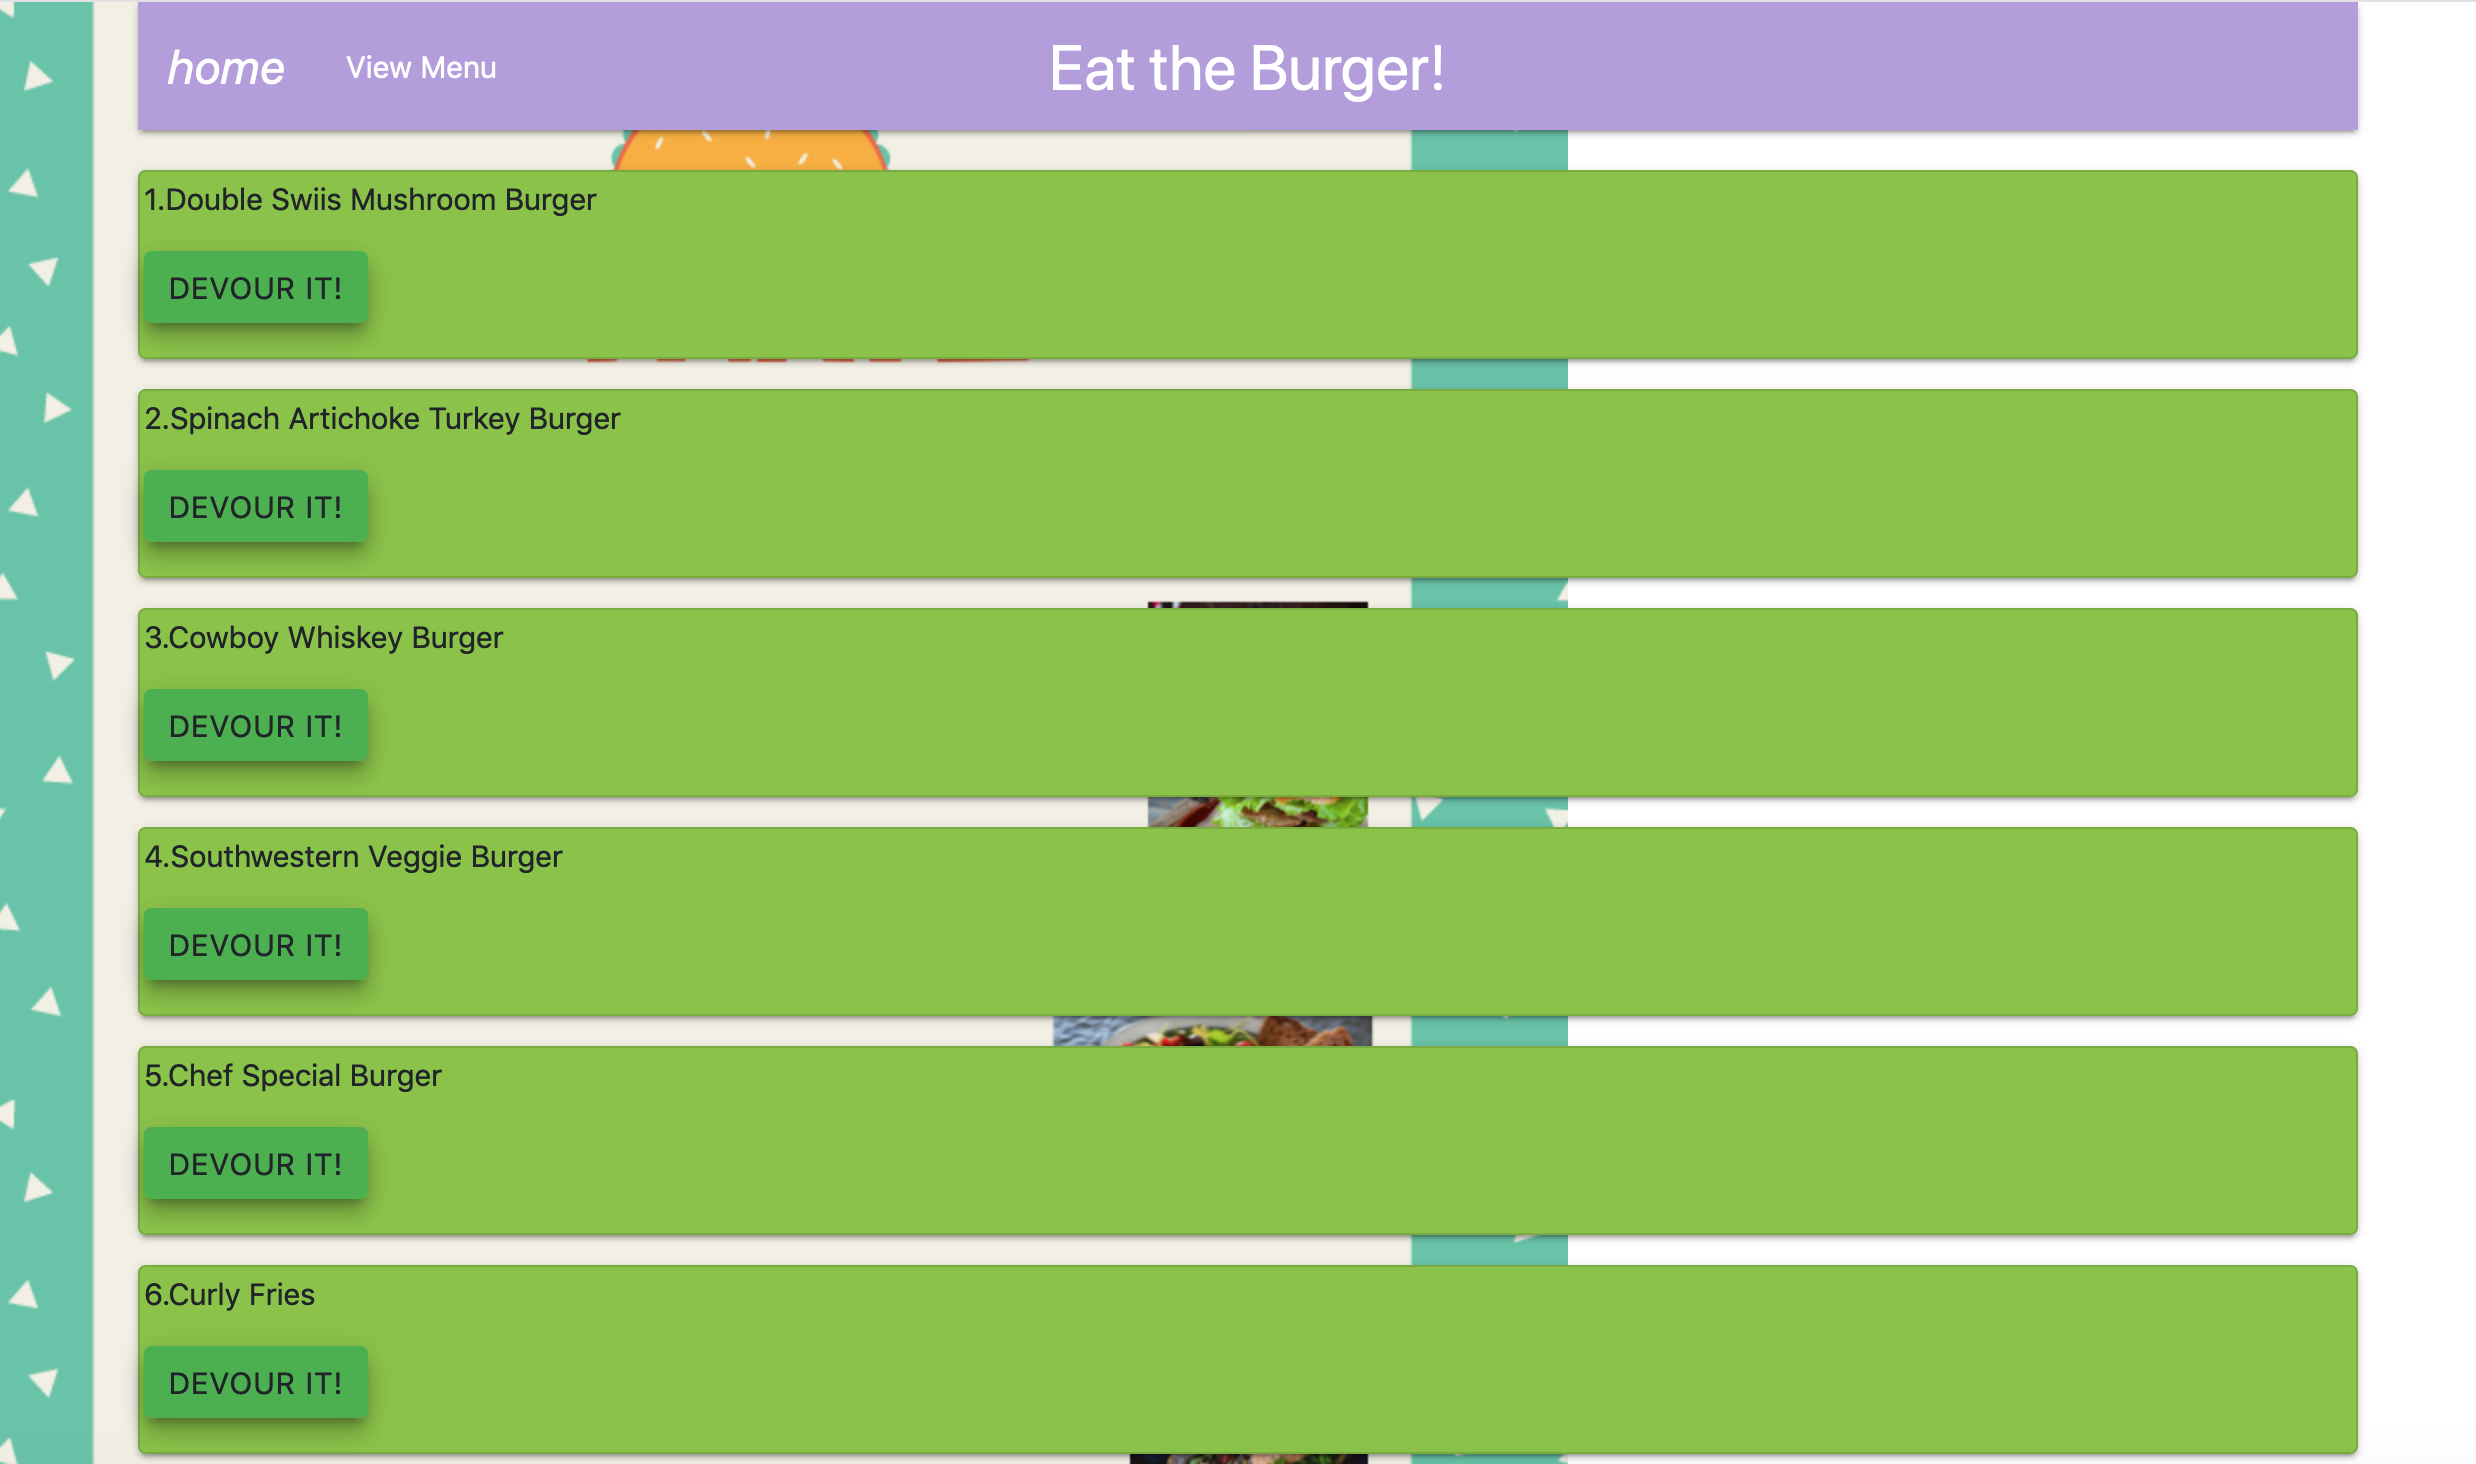 home View Menu Eat the Burger!
1.Double Swiis Mushroom Burger
DEVOUR IT!
2.Spinach Artichoke Turkey Burger
DEVOUR IT!
3.Cowboy Whiskey Burger
DEVOUR IT!
4.Southwestern Veggie Burger
DEVOUR IT!
5.Chef Special Burger
DEVOUR IT!
6.Curly Fries
DEVOUR IT!